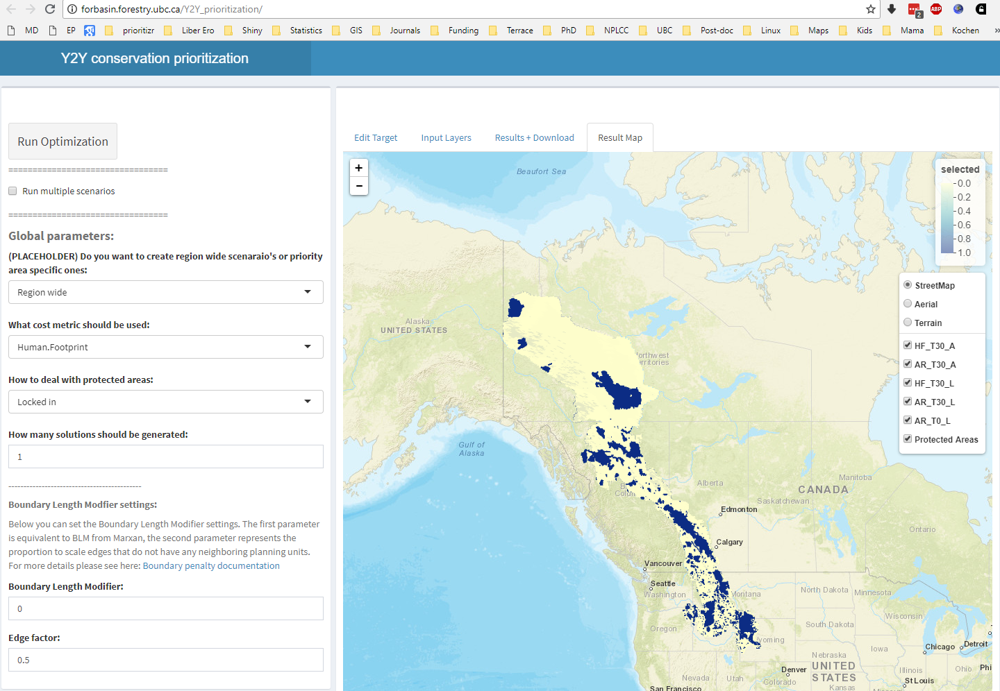 forbasin.forestry.ubc.ca/Y2Y_prioritization/
2
ABP
MD EP prioritizr Liber Ero Shiny Statistics GIS Journals Funding Terrace PhD NPLCC UBC Post-doc Linux Maps Kids Mama Kochen »
Y2Y conservation prioritization
Run Optimization
=================================
Run multiple scenarios
=================================
Global parameters:
(PLACEHOLDER) Do you want to create region wide scenaraio's or priority
area specific ones:
Region wide
What cost metric should be used:
Human.Footprint
How to deal with protected areas:
Locked in
How many solutions should be generated:
1
-------------------------------------------
Boundary Length Modfier settings:
Below you can set the Boundary Length Modifier settings. The first parameter
is equivalent to BLM from Marxan, the second parameter represents the
proportion to scale edges that do not have any neighboring planning units.
For more details please see here: Boundary penalty documentation
Boundary Length Modifier:
0
Edge factor:
0.5
Edit Target Input Layers Results + Download Result Map
+
-
selected
0.0
0.2
0.4
0.6
0.8
1.0
StreetMap
Aerial
Terrain
HF_T30_A
AR_T30_A
HF_T30_L
AR_T30_L
AR_T0_L
Protected Areas
Beaufort Sea
Alaska
UNITED STATES
orthwest
ritories
Gulf of
Alaska
B
Colu
Alberta
Manitoba
CANADA
Saskatchewan
Edmonton
Ontario
Calgary
Vancouver
Seattle
Washington
Montana
North Dakota
Minnesota
Wisconsin
Oregon
South Dakota
yoming
Chicago
Detroit
Iowa
Nebraska
UNITED
STATES
Denver
Illinois
Ohio
Phi
Nevada
Utah
Colorado
St Louis
San Francisco
Kansas